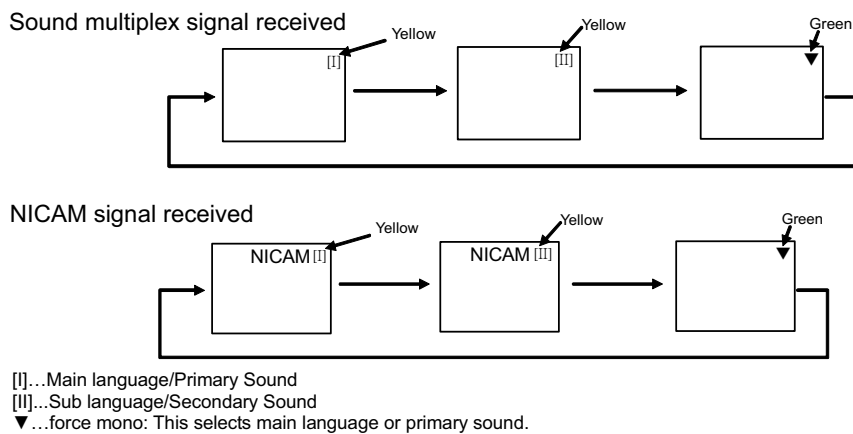 Sound multiplex signal received
Yellow Yellow Green
[I] [II] ▼
NICAM signal received
Yellow Yellow Green
NICAM [I] NICAM [II] ▼
[I]…Main language/Primary Sound
[II]...Sub language/Secondary Sound
▼…force mono: This selects main language or primary sound.